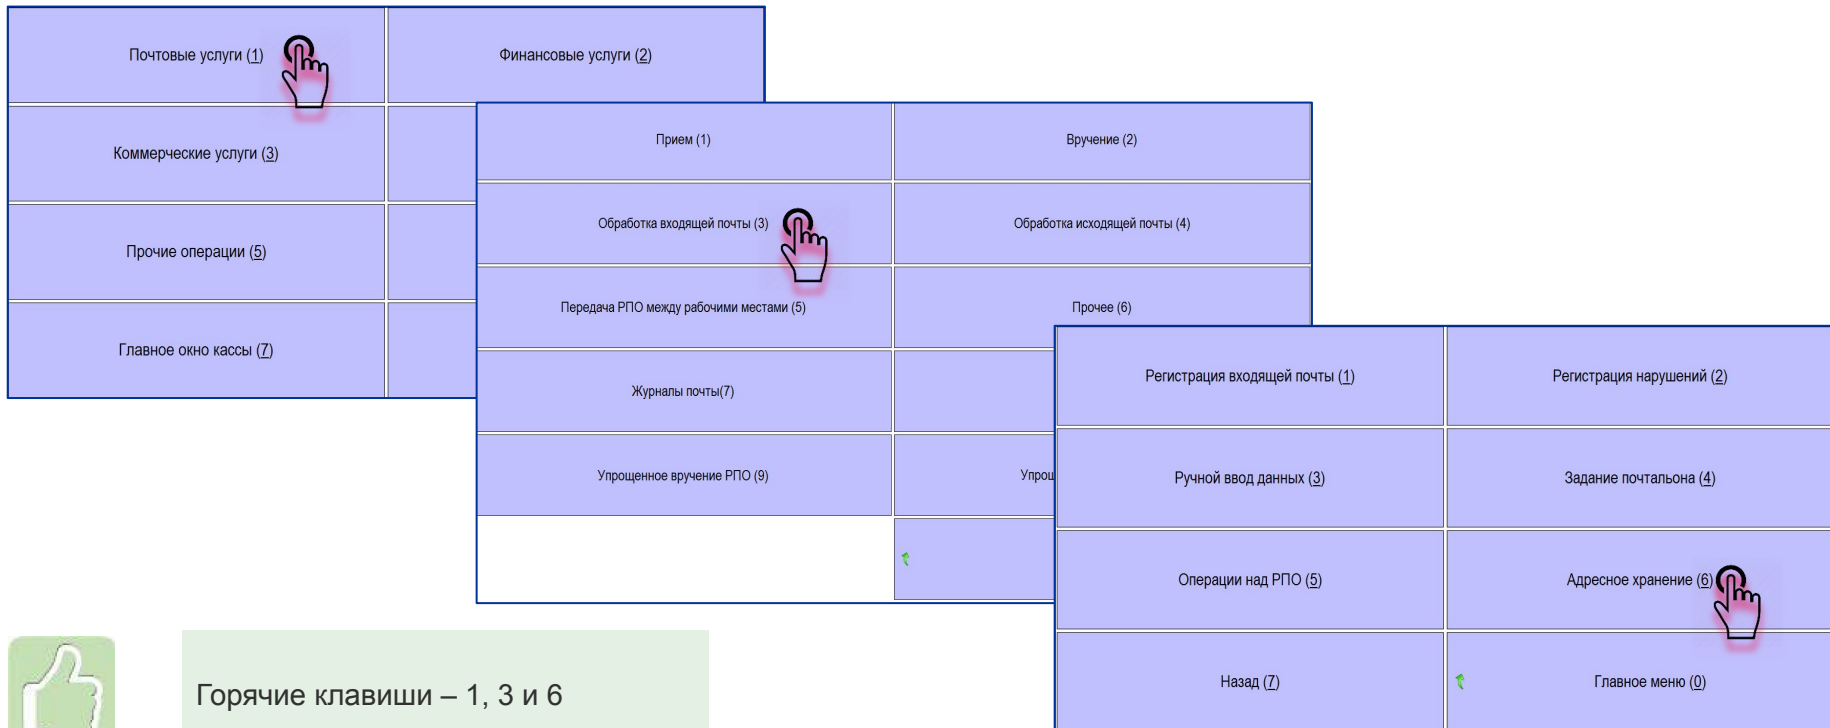 Почтовые услуги (1)
Финансовые услуги (2)
Коммерческие услуги (3)
Прочие операции (5)
Главное окно кассы (7)
Прием (1)
Вручение (2)
Обработка входящей почты (3)
Обработка исходящей почты (4)
Передача РПО между рабочими местами (5)
Прочее (6)
Журналы почты(7)
Упрощенное вручение РПО (9)
Регистрация входящей почты (1)
Регистрация нарушений (2)
Ручной ввод данных (3)
Задание почтальона (4)
Операции над РПО (5)
Адресное хранение (6)
Назад (7)
Главное меню (0)
Горячие клавиши – 1, 3 и 6